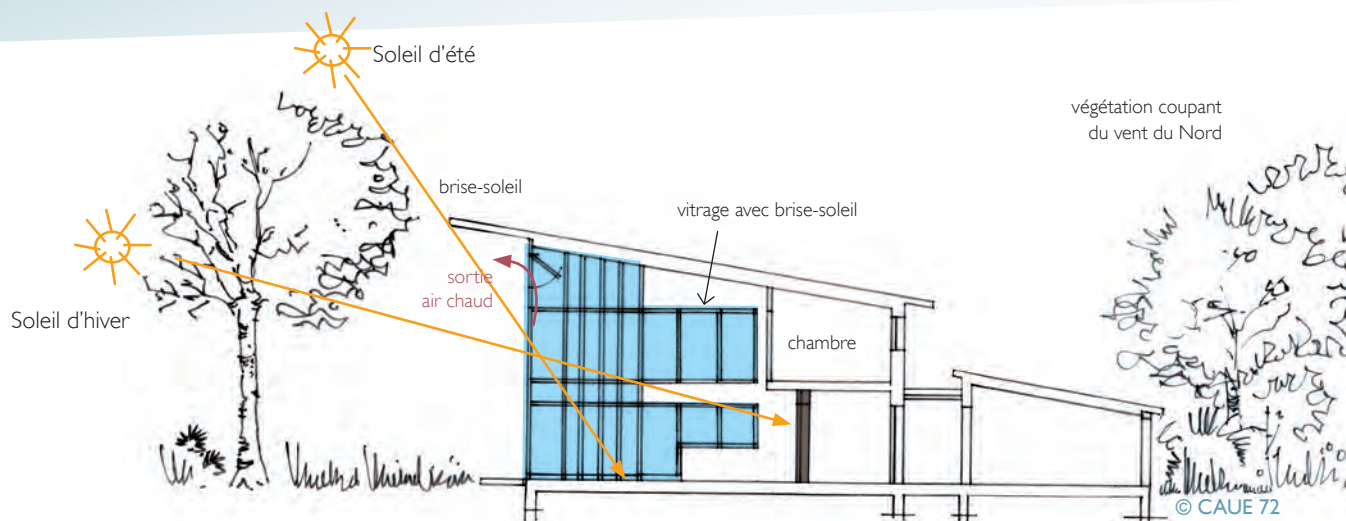 Soleil d'été
végétation coupant
du vent du Nord
brise-soleil
vitrage avec brise-soleil
sortie
air chaud
Soleil d'hiver
chambre
© CAUE 72